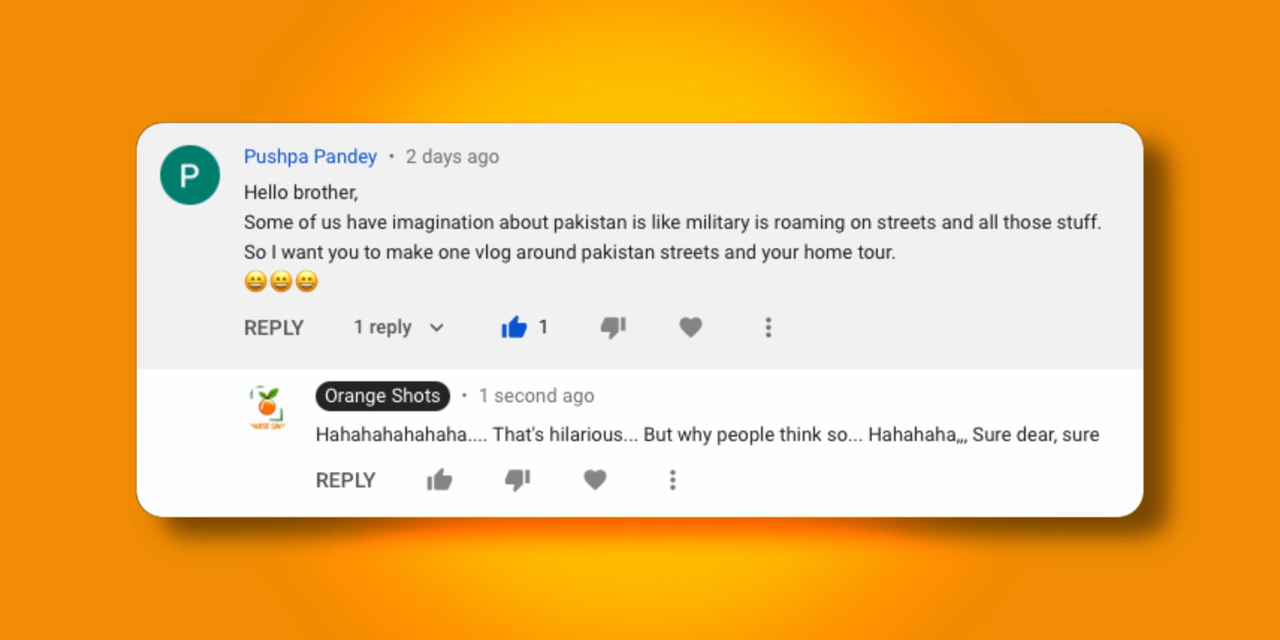 P
Pushpa Pandey • 2 days ago
Hello brother,
Some of us have imagination about pakistan is like military is roaming on streets and all those stuff.
So I want you to make one vlog around pakistan streets and your home tour.
😀😀😀
REPLY 1 reply 1
Orange Shots • 1 second ago
Hahahahahahaha.... That's hilarious... But why people think so... Hahahaha,,, Sure dear, sure
REPLY